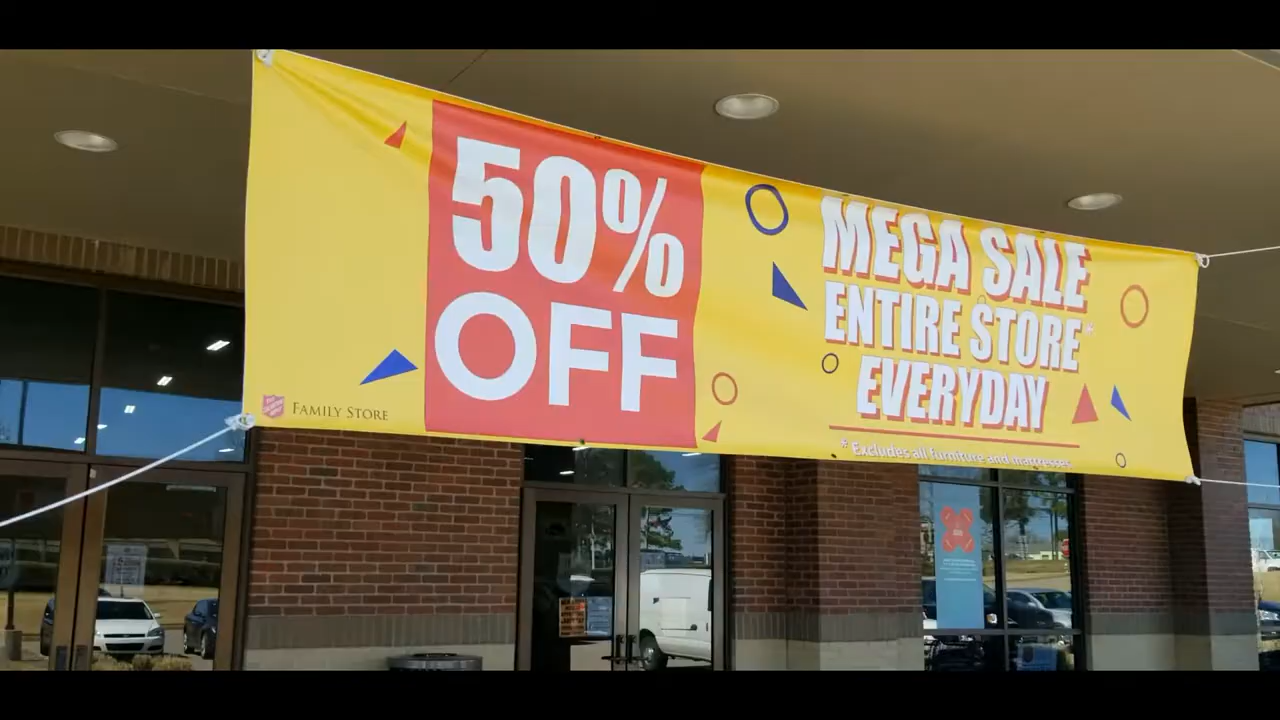 50%
OFF
MEGA SALE
ENTIRE STORE*
EVERYDAY
* Excludes all furniture and mattresses
FAMILY STORE